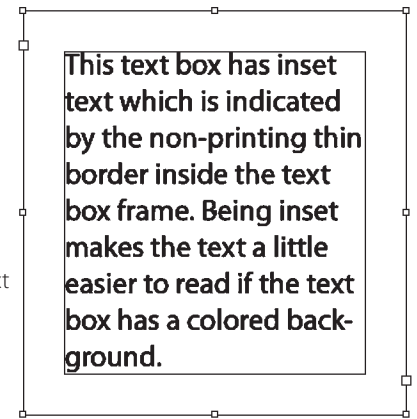 This text box has inset
text which is indicated
by the non-printing thin
border inside the text
box frame. Being inset
makes the text a little
easier to read if the text
box has a colored back-
ground.